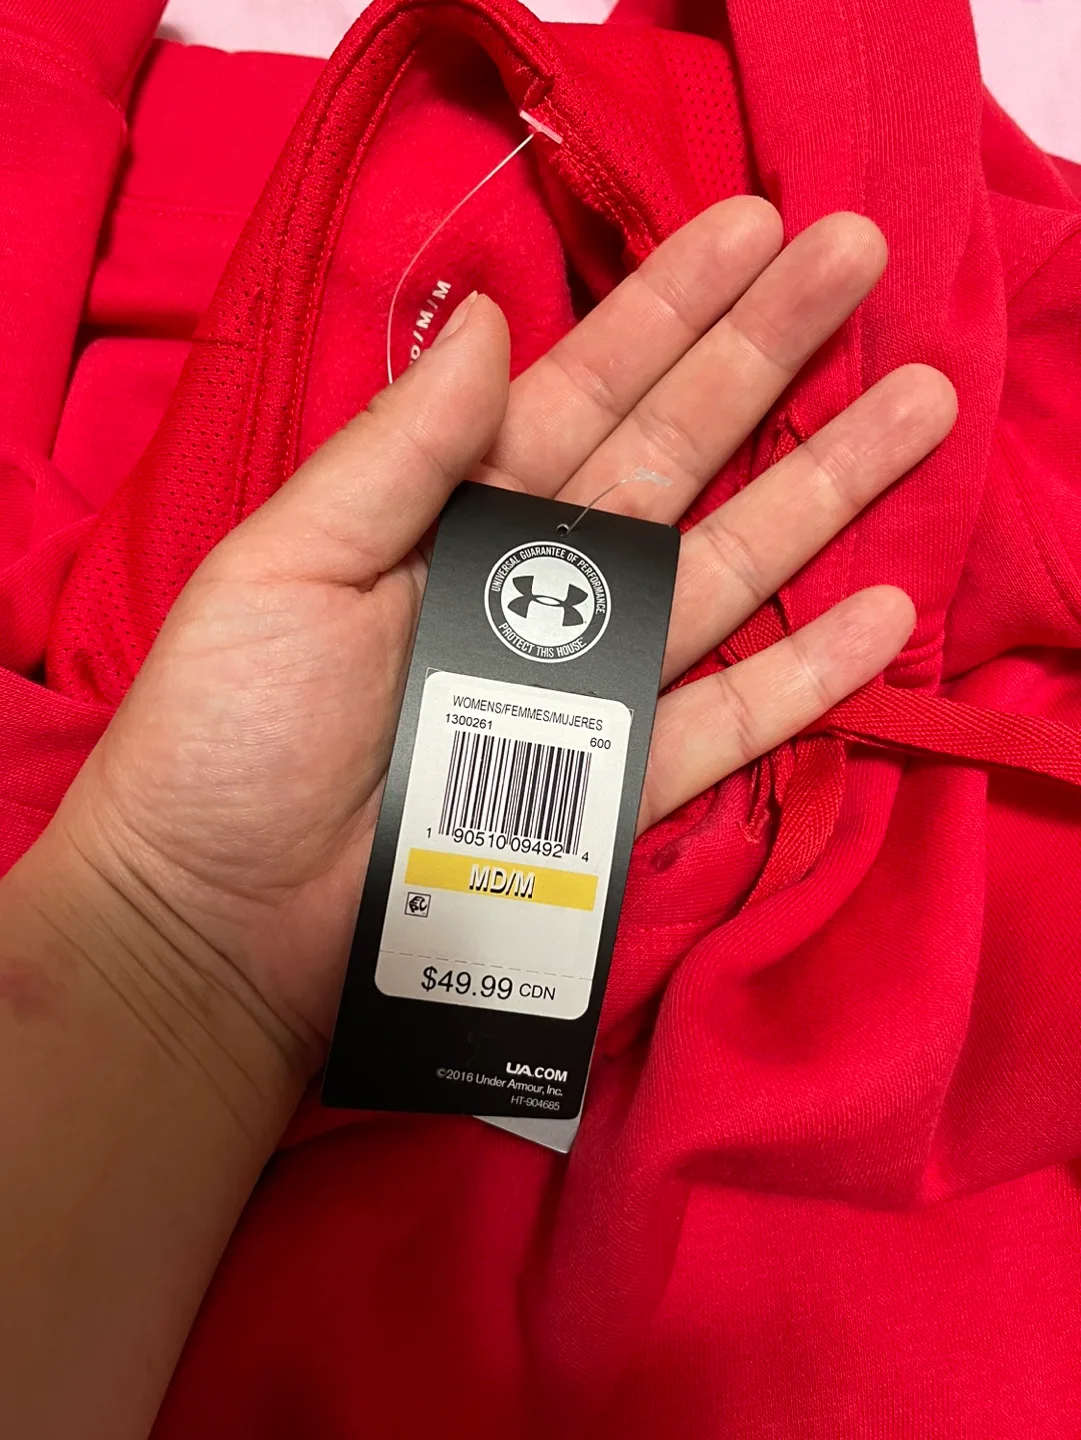 O/M/M
UNIVERSAL GUARANTEE OF PERFORMANCE
PROTECT THIS HOUSE
WOMENS/FEMMES/MUJERES
1300261
600
1 90510 09492 4
MD/M
$49.99 CDN
UA.COM
©2016 Under Armour, Inc.
HT-904685